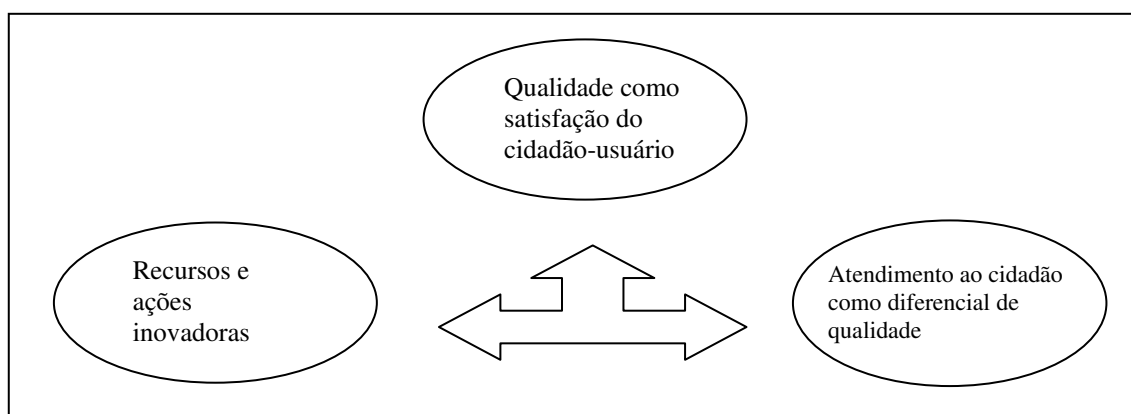 Qualidade como
satisfação do
cidadão-usuário
Recursos e
ações
inovadoras
Atendimento ao cidadão
como diferencial de
qualidade